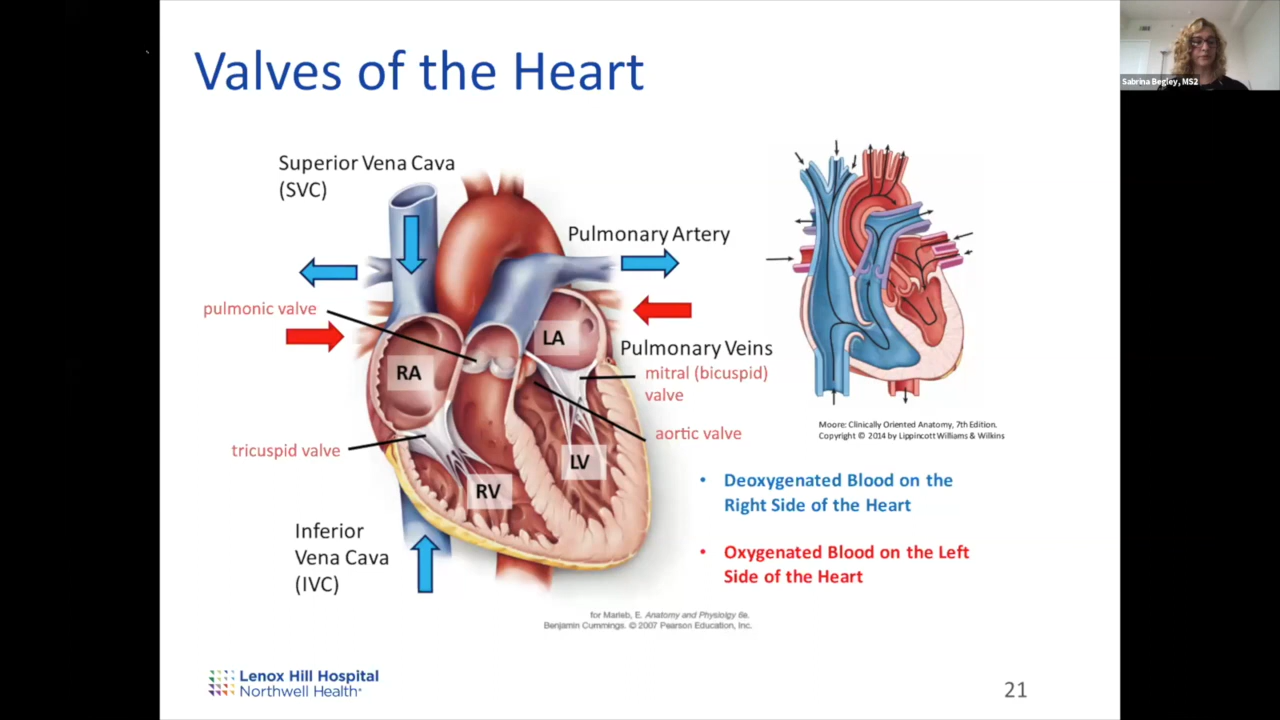 Valves of the Heart
Sabrina Begley, MS2
Superior Vena Cava
(SVC)
Pulmonary Artery
pulmonic valve
LA
Pulmonary Veins
RA
mitral (bicuspid)
valve
aortic valve
tricuspid valve
LV
RV
Inferior
Vena Cava
(IVC)
Moore: Clinically Oriented Anatomy, 7th Edition.
Copyright © 2014 by Lippincott Williams & Wilkins
• Deoxygenated Blood on the
Right Side of the Heart
• Oxygenated Blood on the Left
Side of the Heart
for Marieb, E. Anatomy and Physiolgy 6e.
Benjamin Cummings. © 2007 Pearson Education, Inc.
Lenox Hill Hospital
Northwell Health
21